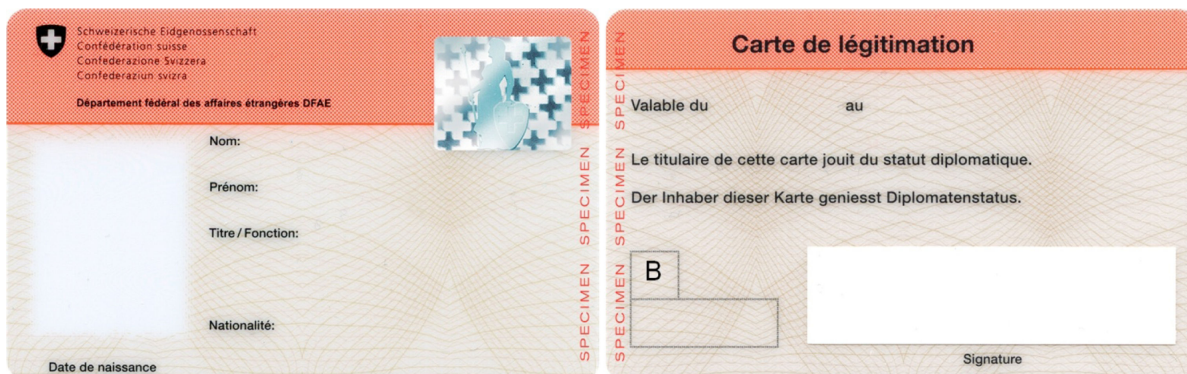 Schweizerische Eidgenossenschaft
Confédération suisse
Confederazione Svizzera
Confederaziun svizra
Département fédéral des affaires étrangères DFAE
Nom:
Prénom:
Titre / Fonction:
Nationalité:
Date de naissance
SPECIMEN SPECIMEN SPECIMEN
Carte de légitimation
Valable du au
Le titulaire de cette carte jouit du statut diplomatique.
Der Inhaber dieser Karte geniesst Diplomatenstatus.
B
Signature
SPECIMEN SPECIMEN SPECIMEN